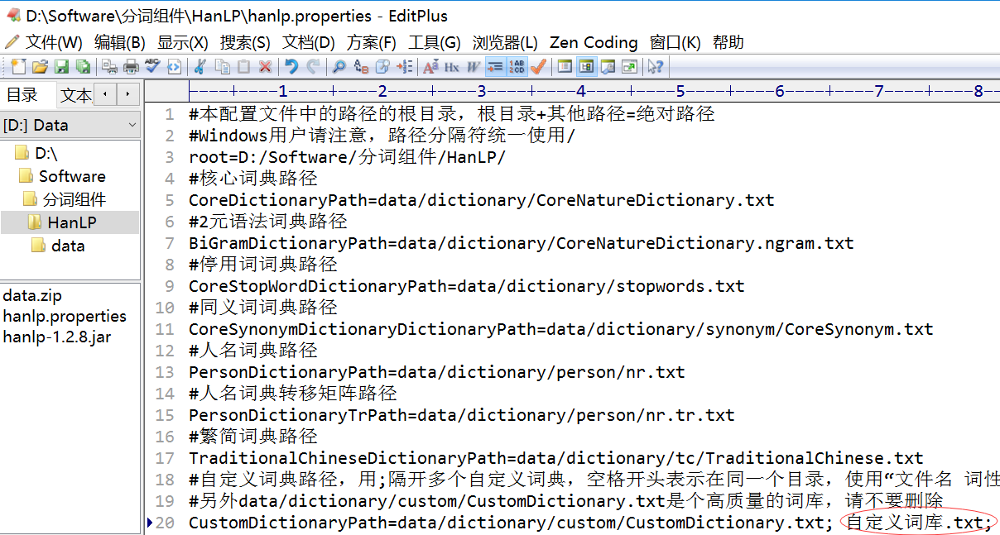 D:\Software\分词组件\HanLP\hanlp.properties - EditPlus
文件(W) 编辑(B) 显示(X) 搜索(S) 文档(D) 方案(F) 工具(G) 浏览器(L) Zen Coding 窗口(K) 帮助
目录 文本
----+----1----+----2----+----3----+----4----+----5----+----6----+----7----+----8--
[D:] Data
D:\
Software
分词组件
HanLP
data
data.zip
hanlp.properties
hanlp-1.2.8.jar
1 #本配置文件中的路径的根目录，根目录+其他路径=绝对路径
2 #Windows用户请注意，路径分隔符统一使用/
3 root=D:/Software/分词组件/HanLP/
4 #核心词典路径
5 CoreDictionaryPath=data/dictionary/CoreNatureDictionary.txt
6 #2元语法词典路径
7 BiGramDictionaryPath=data/dictionary/CoreNatureDictionary.ngram.txt
8 #停用词词典路径
9 CoreStopWordDictionaryPath=data/dictionary/stopwords.txt
10 #同义词词典路径
11 CoreSynonymDictionaryDictionaryPath=data/dictionary/synonym/CoreSynonym.txt
12 #人名词典路径
13 PersonDictionaryPath=data/dictionary/person/nr.txt
14 #人名词典转移矩阵路径
15 PersonDictionaryTrPath=data/dictionary/person/nr.tr.txt
16 #繁简词典路径
17 TraditionalChineseDictionaryPath=data/dictionary/tc/TraditionalChinese.txt
18 #自定义词典路径，用;隔开多个自定义词典，空格开头表示在同一个目录，使用“文件名 词性
19 #另外data/dictionary/custom/CustomDictionary.txt是个高质量的词库，请不要删除
20 CustomDictionaryPath=data/dictionary/custom/CustomDictionary.txt; 自定义词库.txt;